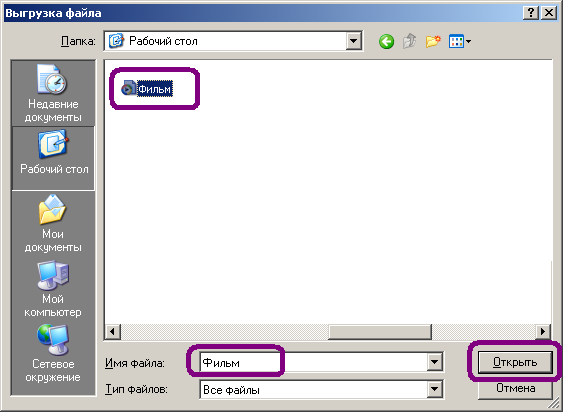 Выгрузка файла
Папка:
Рабочий стол
Недавние
документы
Рабочий стол
Мои
документы
Мой
компьютер
Сетевое
окружение
Фильм
Имя файла:
Фильм
Открыть
Тип файлов:
Все файлы
Отмена